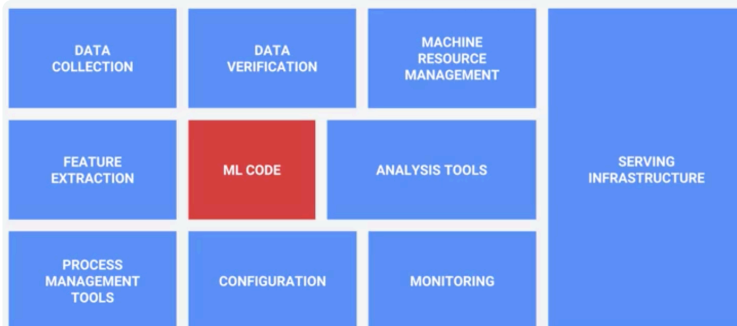 DATA
COLLECTION
DATA
VERIFICATION
MACHINE
RESOURCE
MANAGEMENT
SERVING
INFRASTRUCTURE
FEATURE
EXTRACTION
ML CODE
ANALYSIS TOOLS
PROCESS
MANAGEMENT
TOOLS
CONFIGURATION
MONITORING